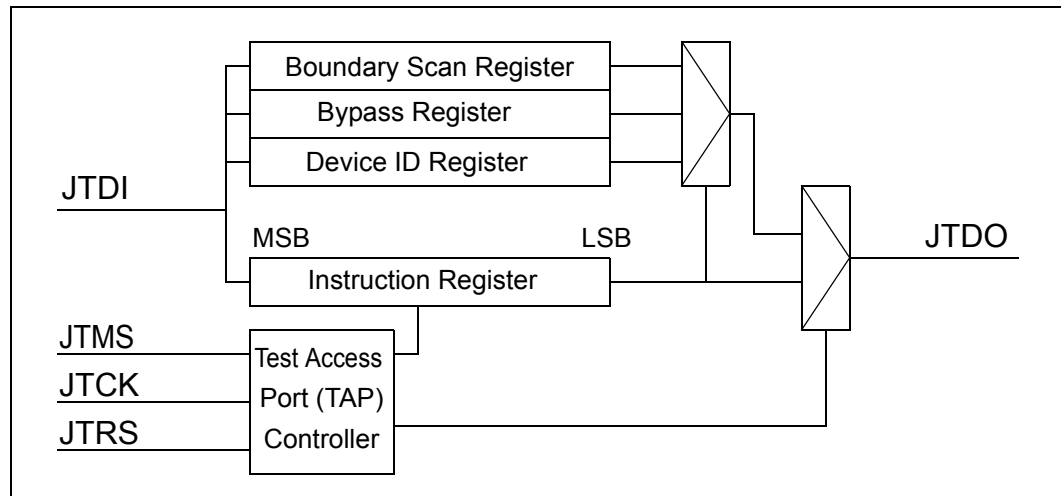 Boundary Scan Register
Bypass Register
Device ID Register
JTDI
MSB
LSB
JTDO
Instruction Register
JTMS
JTCK
JTRS
Test Access
Port (TAP)
Controller